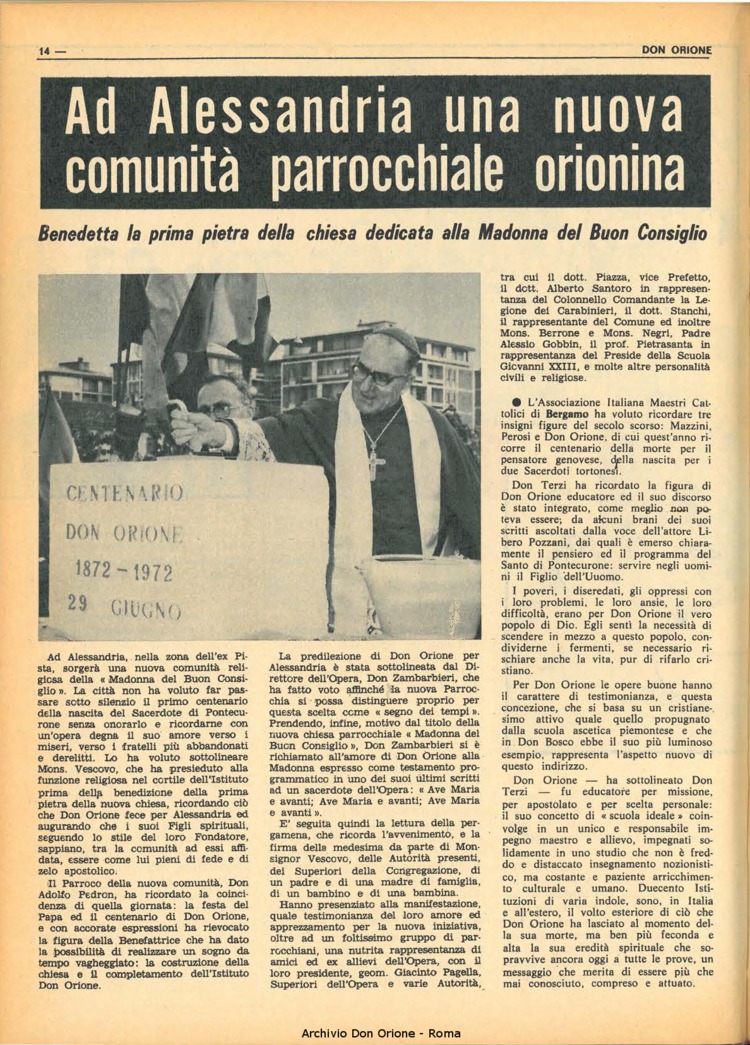 14 —
DON ORIONE
Ad Alessandria una nuova
comunità parrocchiale orionina
Benedetta la prima pietra della chiesa dedicata alla Madonna del Buon Consiglio
CENTENARIO
DON ORIONE
1872-1972
29 GIUGNO
Ad Alessandria, nella zona dell'ex Pi-
sta, sorgerà una nuova comunità reli-
giosa della « Madonna del Buon Consi-
glio ». La città non ha voluto far pas-
sare sotto silenzio il primo centenario
della nascita del Sacerdote di Pontecu-
rone senza onorarlo e ricordarne con
un'opera degna il suo amore verso i
miseri, verso i fratelli più abbandonati
e derelitti. Lo ha voluto sottolineare
Mons. Vescovo, che ha presieduto alla
funzione religiosa nel cortile dell'Istituto
prima della benedizione della prima
pietra della nuova chiesa, ricordando ciò
che Don Orione fece per Alessandria ed
augurando che i suoi Figli spirituali,
seguendo lo stile del loro Fondatore,
sappiano, tra la comunità ad essi affi-
data, essere come lui pieni di fede e di
zelo apostolico.
Il Parroco della nuova comunità, Don
Adolfo Pedron, ha ricordato la coinci-
denza di quella giornata: la festa del
Papa ed il centenario di Don Orione,
e con accorate espressioni ha rievocato
la figura della Benefattrice che ha dato
la possibilità di realizzare un sogno da
tempo vagheggiato: la costruzione della
chiesa e il completamento dell'Istituto
Don Orione.
La predilezione di Don Orione per
Alessandria è stata sottolineata dal Di-
rettore dell'Opera, Don Zambarbieri, che
ha fatto voto affinché la nuova Parroc-
chia si possa distinguere proprio per
questa scelta come « segno dei tempi ».
Prendendo, infine, motivo dal titolo della
nuova chiesa parrocchiale « Madonna del
Buon Consiglio », Don Zambarbieri si è
richiamato all'amore di Don Orione alla
Madonna espresso come testamento pro-
grammatico in uno dei suoi ultimi scritti
ad un sacerdote dell'Opera: « Ave Maria
e avanti; Ave Maria e avanti; Ave Maria
e avanti ».
E' seguita quindi la lettura della per-
gamena, che ricorda l'avvenimento, e la
firma delle medesima da parte di Mon-
signor Vescovo, delle Autorità presenti,
dei Superiori della Congregazione, di
un padre e di una madre di famiglia,
di un bambino e di una bambina.
Hanno presenziato alla manifestazione,
quale testimonianza del loro amore ed
apprezzamento per la nuova iniziativa,
oltre ad un foltissimo gruppo di par-
rocchiani, una nutrita rappresentanza di
amici ed ex allievi dell'Opera, con il
loro presidente, geom. Giacinto Pagella,
Superiori dell'Opera e varie Autorità,
tra cui il dott. Piazza, vice Prefetto,
il dott. Alberto Santoro in rappresen-
tanza del Colonnello Comandante la Le-
gione dei Carabinieri, il dott. Stanchi,
il rappresentante del Comune ed inoltre
Mons. Berrone e Mons. Negri, Padre
Alessio Gobbin, il prof. Pietrasanta in
rappresentanza del Preside della Scuola
Giovanni XXIII, e molte altre personalità
civili e religiose.
● L'Associazione Italiana Maestri Cat-
tolici di Bergamo ha voluto ricordare tre
insigni figure del secolo scorso: Mazzini,
Perosi e Don Orione, di cui quest'anno ri-
corre il centenario della morte per il
pensatore genovese, della nascita per i
due Sacerdoti tortonesi.
Don Terzi ha ricordato la figura di
Don Orione educatore ed il suo discorso
è stato integrato, come meglio non po-
teva essere; da alcuni brani dei suoi
scritti ascoltati dalla voce dell'attore Li-
bero Pozzani, dai quali è emerso chiara-
mente il pensiero ed il programma del
Santo di Pontecurone: servire negli uomi-
ni il Figlio dell'Uuomo.
I poveri, i diseredati, gli oppressi con
i loro problemi, le loro ansie, le loro
difficoltà, erano per Don Orione il vero
popolo di Dio. Egli sentì la necessità di
scendere in mezzo a questo popolo, con-
dividerne i fermenti, se necessario ri-
schiare anche la vita, pur di rifarlo cri-
stiano.
Per Don Orione le opere buone hanno
il carattere di testimonianza, e questa
concezione, che si basa su un cristiane-
simo attivo quale quello propugnato
dalla scuola ascetica piemontese e che
in Don Bosco ebbe il suo più luminoso
esempio, rappresenta l'aspetto nuovo di
questo indirizzo.
Don Orione — ha sottolineato Don
Terzi — fu educatore per missione,
per apostolato e per scelta personale:
il suo concetto di « scuola ideale » coin-
volge in un unico e responsabile im-
pegno maestro e allievo, impegnati so-
lidamente in uno studio che non è fred-
do e distaccato insegnamento nozionisti-
co, ma costante e paziente arricchimen-
to culturale e umano. Duecento Isti-
tuzioni di varia indole, sono, in Italia
e all'estero, il volto esteriore di ciò che
Don Orione ha lasciato al momento del-
la sua morte, ma ben più feconda e
alta la sua eredità spirituale che so-
pravvive ancora oggi a tutte le prove, un
messaggio che merita di essere più che
mai conosciuto, compreso e attuato.
Archivio Don Orione - Roma